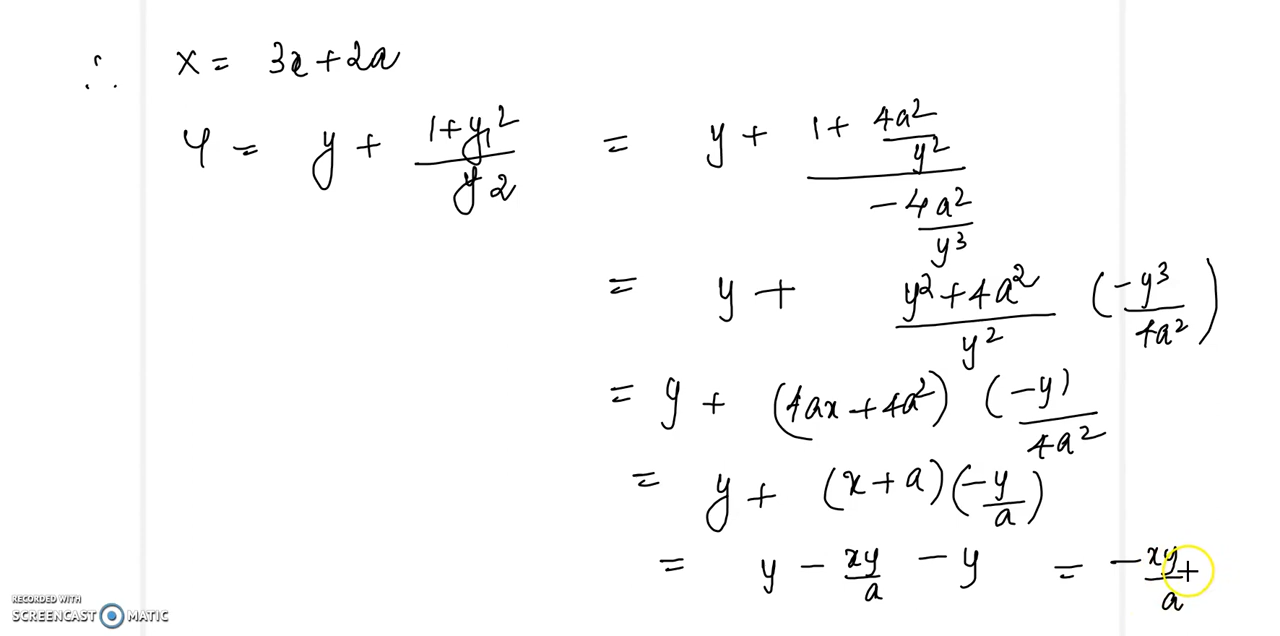 ∴ X = 3x + 2a
Y = y + (1 + y₁²)/y₂ = y + (1 + 4a²/y²)/(-4a²/y³)
= y + (y² + 4a²)/y² (-y³/4a²)
= y + (4ax + 4a²) (-y)/4a²
= y + (x + a)(-y/a)
= y - xy/a - y = -xy/a
RECORDED WITH
SCREENCAST MATIC